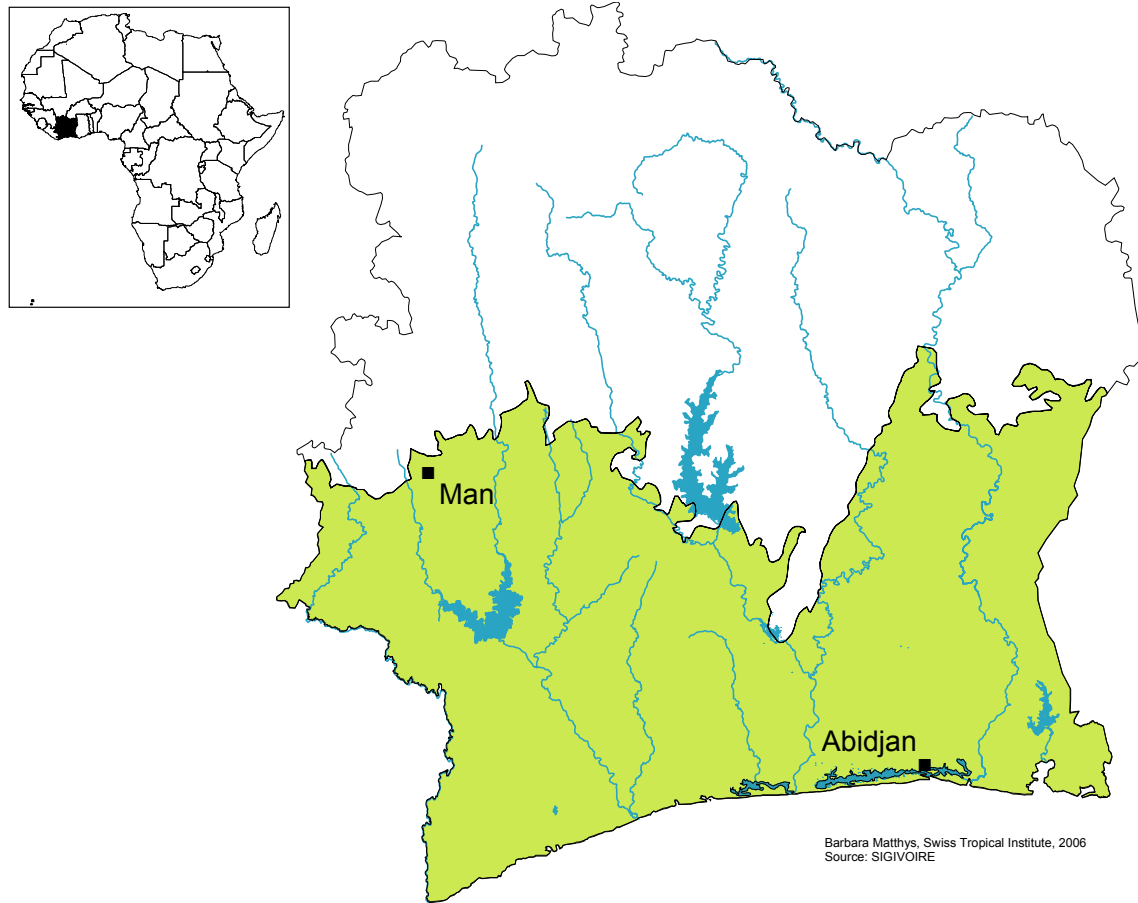 Man
Abidjan
Barbara Matthys, Swiss Tropical Institute, 2006
Source: SIGIVOIRE